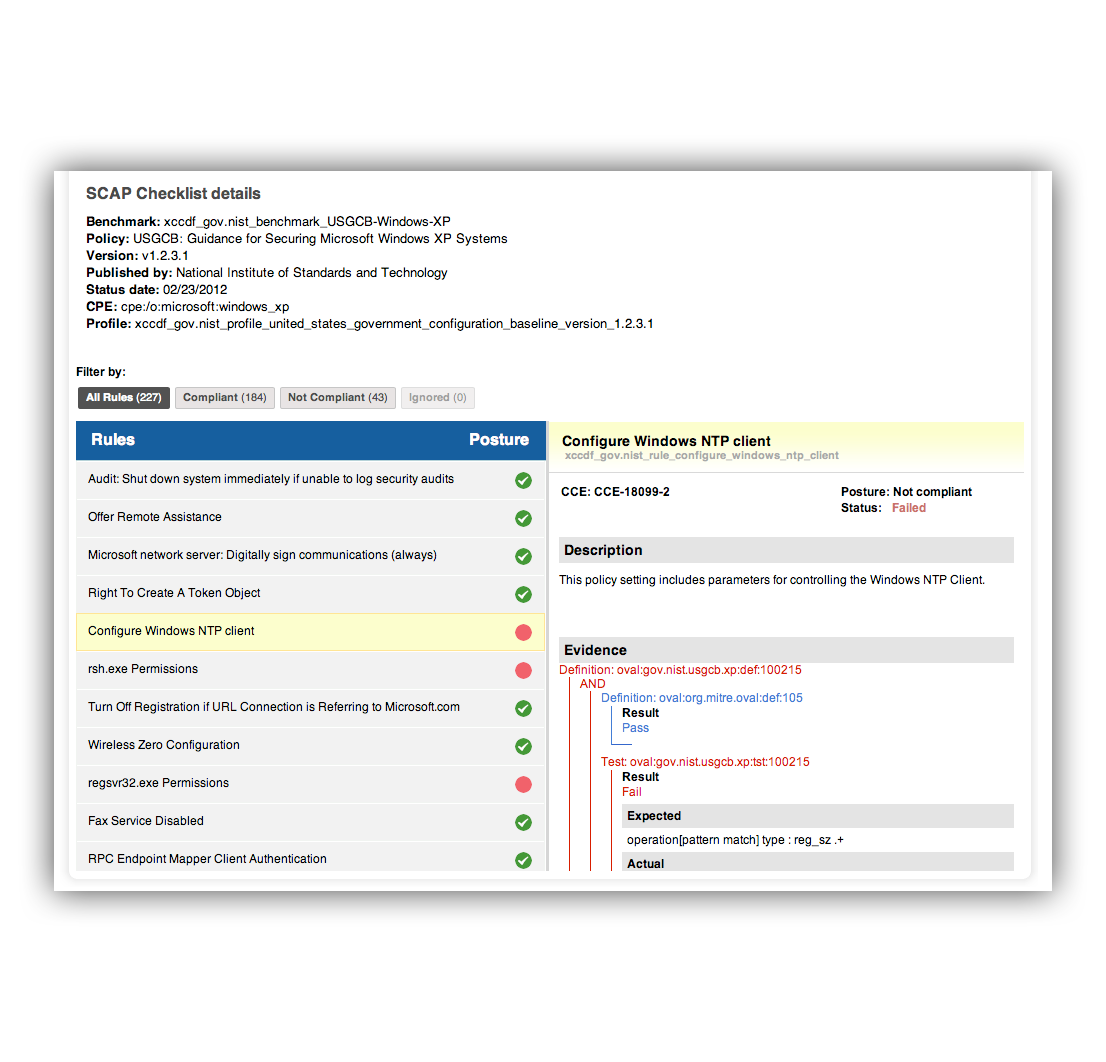 SCAP Checklist details
Benchmark: xccdf_gov.nist_benchmark_USGCB-Windows-XP
Policy: USGCB: Guidance for Securing Microsoft Windows XP Systems
Version: v1.2.3.1
Published by: National Institute of Standards and Technology
Status date: 02/23/2012
CPE: cpe:/o:microsoft:windows_xp
Profile: xccdf_gov.nist_profile_united_states_government_configuration_baseline_version_1.2.3.1
Filter by:
All Rules (227) Compliant (184) Not Compliant (43) Ignored (0)
Rules Posture
Audit: Shut down system immediately if unable to log security audits
Offer Remote Assistance
Microsoft network server: Digitally sign communications (always)
Right To Create A Token Object
Configure Windows NTP client
rsh.exe Permissions
Turn Off Registration if URL Connection is Referring to Microsoft.com
Wireless Zero Configuration
regsvr32.exe Permissions
Fax Service Disabled
RPC Endpoint Mapper Client Authentication
Configure Windows NTP client
xccdf_gov.nist_rule_configure_windows_ntp_client
CCE: CCE-18099-2 Posture: Not compliant
Status: Failed
Description
This policy setting includes parameters for controlling the Windows NTP Client.
Evidence
Definition: oval:gov.nist.usgcb.xp:def:100215
AND
Definition: oval:org.mitre.oval:def:105
Result
Pass
Test: oval:gov.nist.usgcb.xp:tst:100215
Result
Fail
Expected
operation[pattern match] type : reg_sz .+
Actual